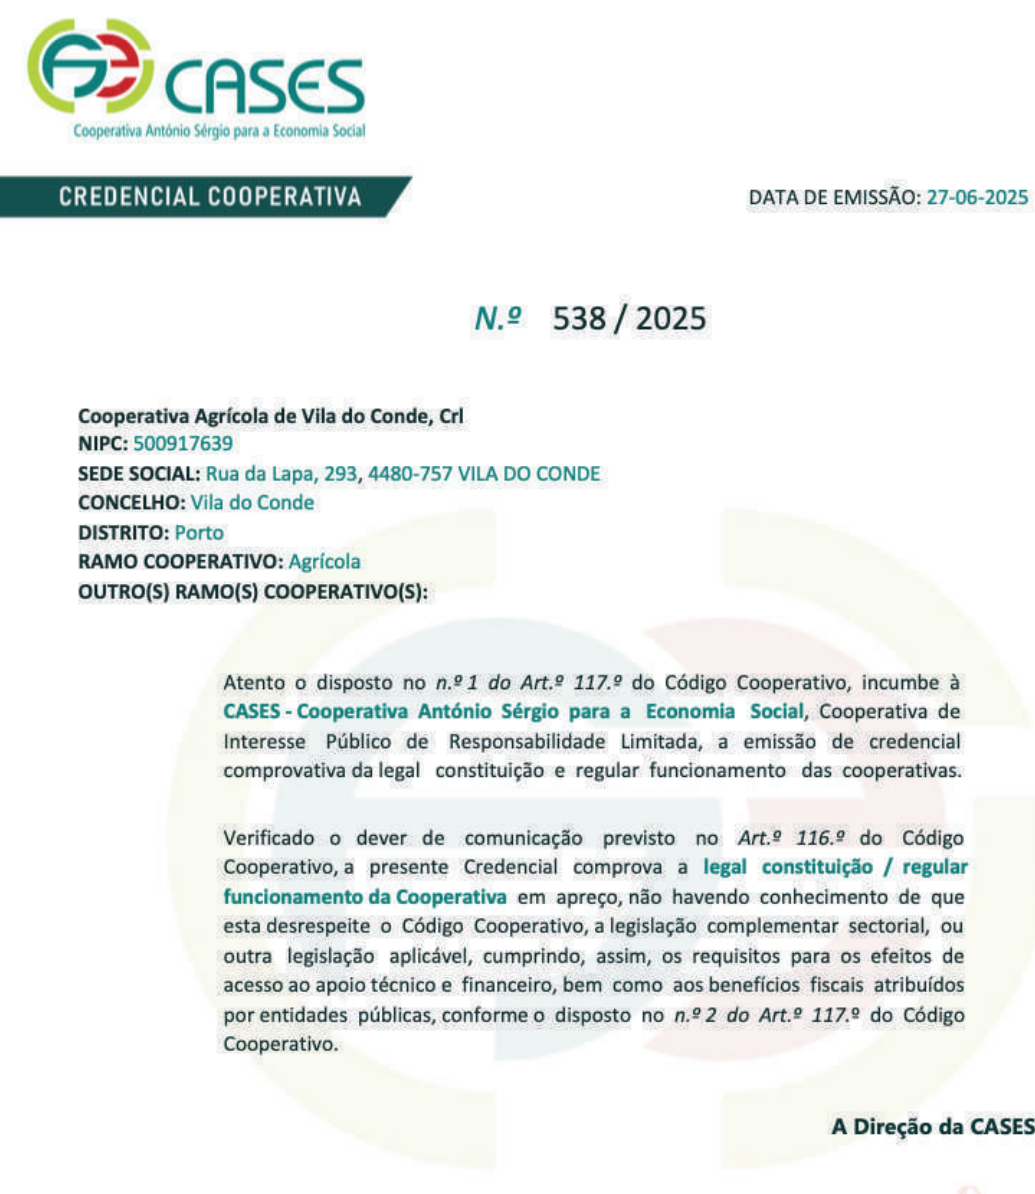 CASES
Cooperativa António Sérgio para a Economia Social
CREDENCIAL COOPERATIVA
DATA DE EMISSÃO: 27-06-2025
N.º 538 / 2025
Cooperativa Agrícola de Vila do Conde, Crl
NIPC: 500917639
SEDE SOCIAL: Rua da Lapa, 293, 4480-757 VILA DO CONDE
CONCELHO: Vila do Conde
DISTRITO: Porto
RAMO COOPERATIVO: Agrícola
OUTRO(S) RAMO(S) COOPERATIVO(S):
Atento o disposto no n.º 1 do Art.º 117.º do Código Cooperativo, incumbe à
CASES - Cooperativa António Sérgio para a Economia Social, Cooperativa de
Interesse Público de Responsabilidade Limitada, a emissão de credencial
comprovativa da legal constituição e regular funcionamento das cooperativas.
Verificado o dever de comunicação previsto no Art.º 116.º do Código
Cooperativo, a presente Credencial comprova a legal constituição / regular
funcionamento da Cooperativa em apreço, não havendo conhecimento de que
esta desrespeite o Código Cooperativo, a legislação complementar sectorial, ou
outra legislação aplicável, cumprindo, assim, os requisitos para os efeitos de
acesso ao apoio técnico e financeiro, bem como aos benefícios fiscais atribuídos
por entidades públicas, conforme o disposto no n.º 2 do Art.º 117.º do Código
Cooperativo.
A Direção da CASES